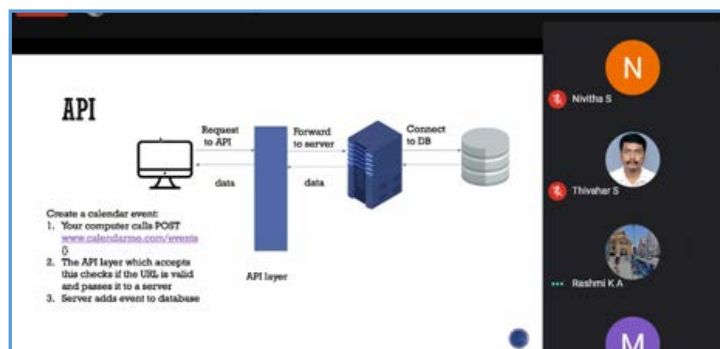 API
Request
to API
Forward
to server
Connect
to DB
data
data
Create a calendar event:
1. Your computer calls POST
www.calendarme.com/events
{}
2. The API layer which accepts
this checks if the URL is valid
and passes it to a server
3. Server adds event to database
API layer
N
Nivitha S
Thivahar S
Rashmi K A
M